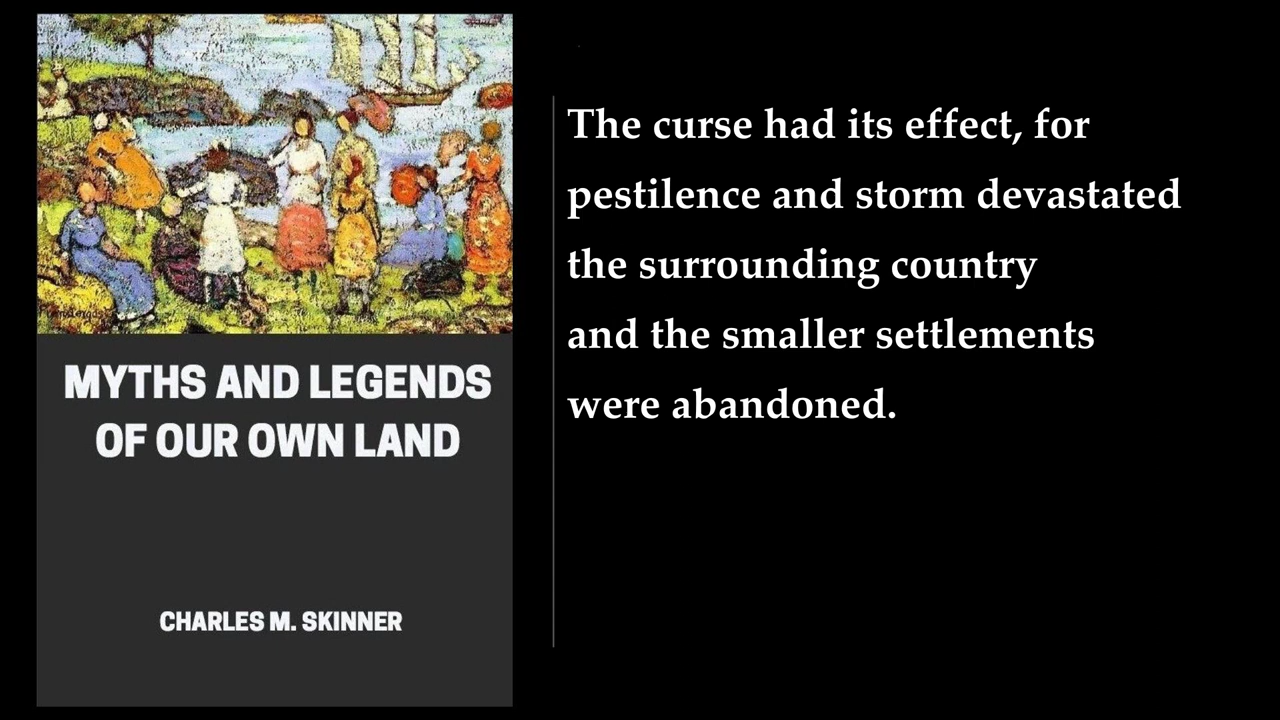 MYTHS AND LEGENDS
OF OUR OWN LAND
CHARLES M. SKINNER
The curse had its effect, for
pestilence and storm devastated
the surrounding country
and the smaller settlements
were abandoned.